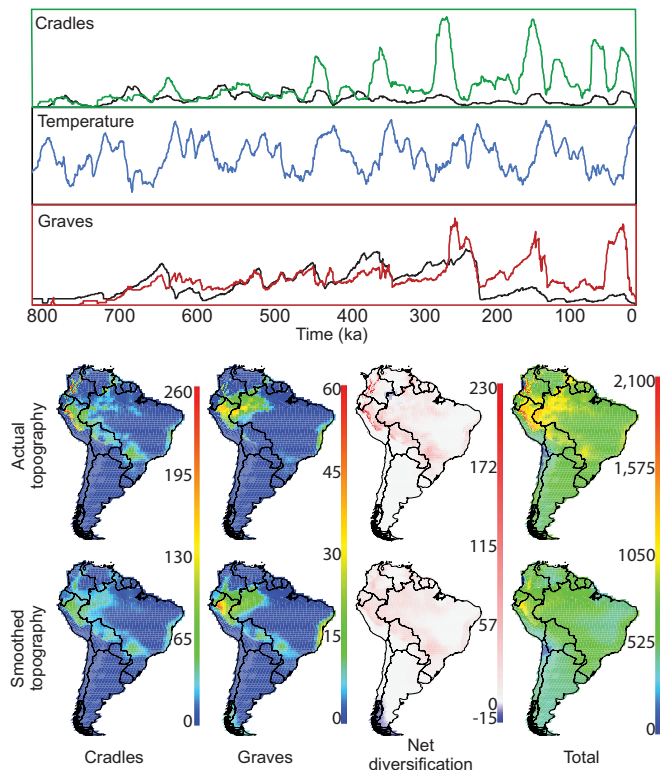 Cradles
Temperature
Graves
800 700 600 500 400 300 200 100 0
Time (ka)
Actual
topography
260
195
130
65
0
60
45
30
15
0
230
172
115
57
0
-15
2,100
1,575
1050
525
0
Smoothed
topography
Cradles
Graves
Net
diversification
Total